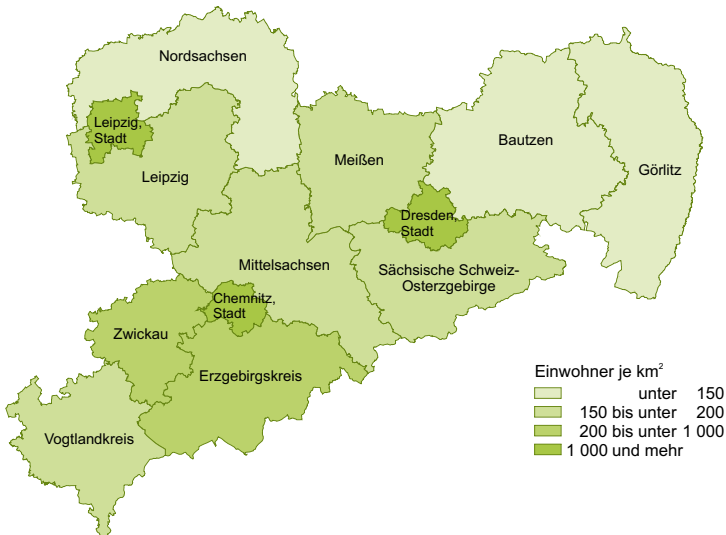 Nordsachsen
Leipzig,
Stadt
Leipzig
Meißen
Bautzen
Görlitz
Dresden,
Stadt
Mittelsachsen
Sächsische Schweiz-
Osterzgebirge
Chemnitz,
Stadt
Zwickau
Erzgebirgskreis
Vogtlandkreis
Einwohner je km²
unter 150
150 bis unter 200
200 bis unter 1 000
1 000 und mehr